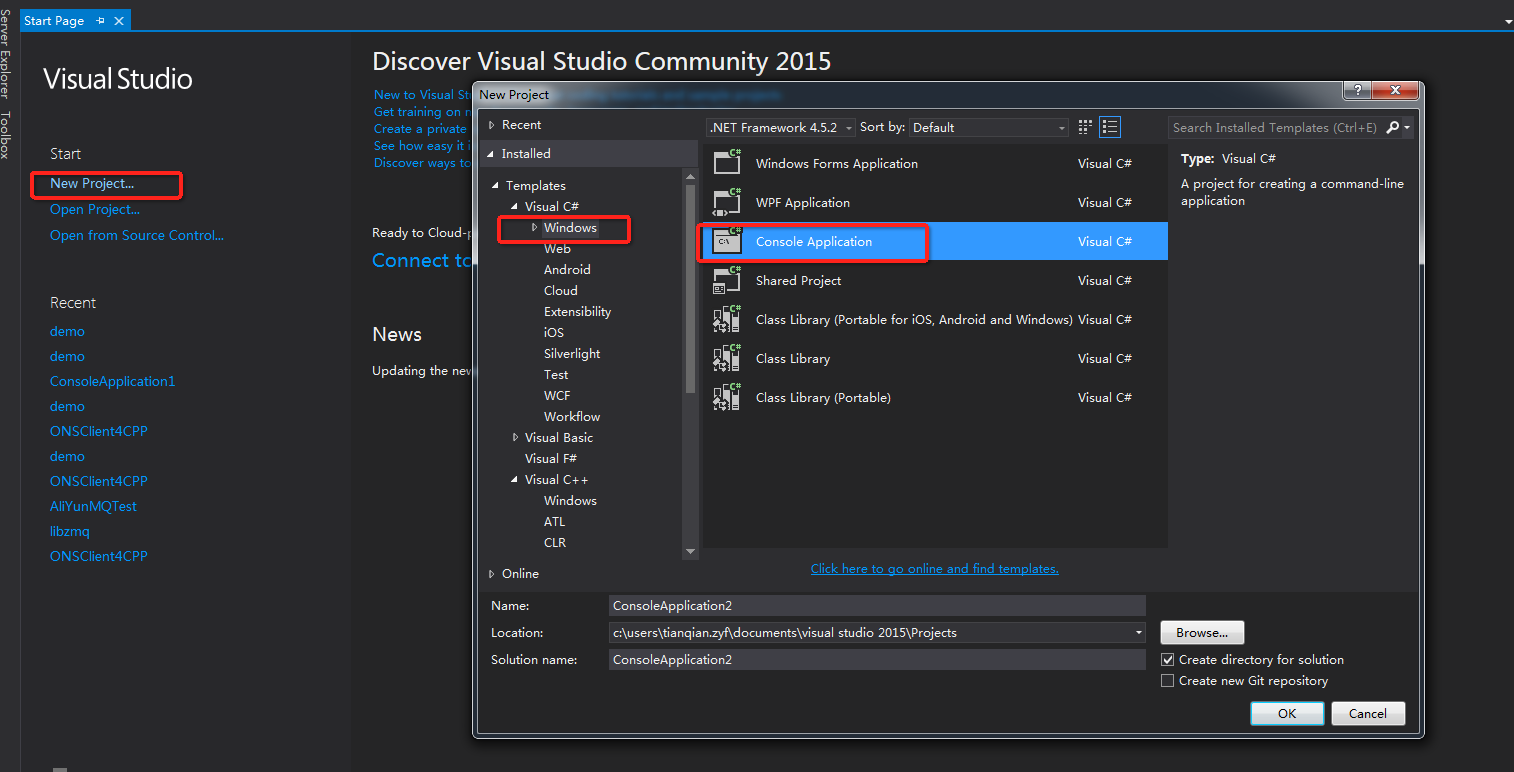 Server Explorer
Toolbox
Start Page
Visual Studio
Start
New Project...
Open Project...
Open from Source Control...
Recent
demo
demo
ConsoleApplication1
demo
ONSClient4CPP
demo
ONSClient4CPP
AliYunMQTest
libzmq
ONSClient4CPP
Discover Visual Studio Community 2015
New to Visual
Get training on
Create a private
See how easy it
Discover ways to
Ready to Cloud-
Connect to
News
Updating the
New Project
?
Recent
Installed
Templates
Visual C#
Windows
Web
Android
Cloud
Extensibility
iOS
Silverlight
Test
WCF
Workflow
Visual Basic
Visual F#
Visual C++
Windows
ATL
CLR
Online
.NET Framework 4.5.2 Sort by: Default
Search Installed Templates (Ctrl+E)
Windows Forms Application Visual C#
WPF Application Visual C#
Console Application Visual C#
Shared Project Visual C#
Class Library (Portable for iOS, Android and Windows) Visual C#
Class Library Visual C#
Class Library (Portable) Visual C#
Type: Visual C#
A project for creating a command-line
application
Click here to go online and find templates.
Name: ConsoleApplication2
Location: c:\users\tianqian.zyf\documents\visual studio 2015\Projects
Browse...
Solution name: ConsoleApplication2
Create directory for solution
Create new Git repository
OK Cancel